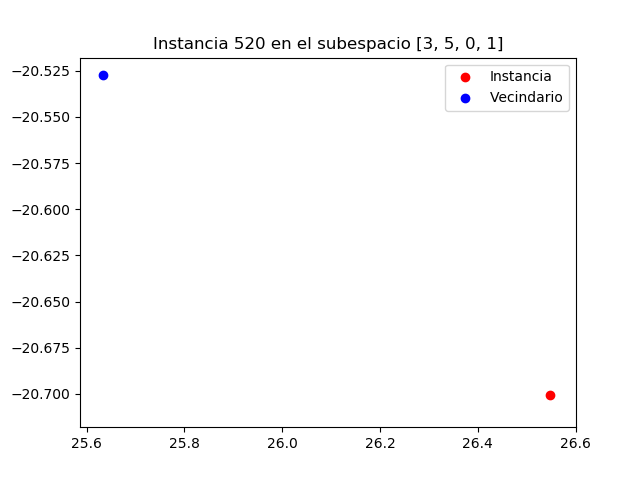 Instancia 520 en el subespacio [3, 5, 0, 1]
Instancia
Vecindario
−20.525
−20.550
−20.575
−20.600
−20.625
−20.650
−20.675
−20.700
25.6 25.8 26.0 26.2 26.4 26.6